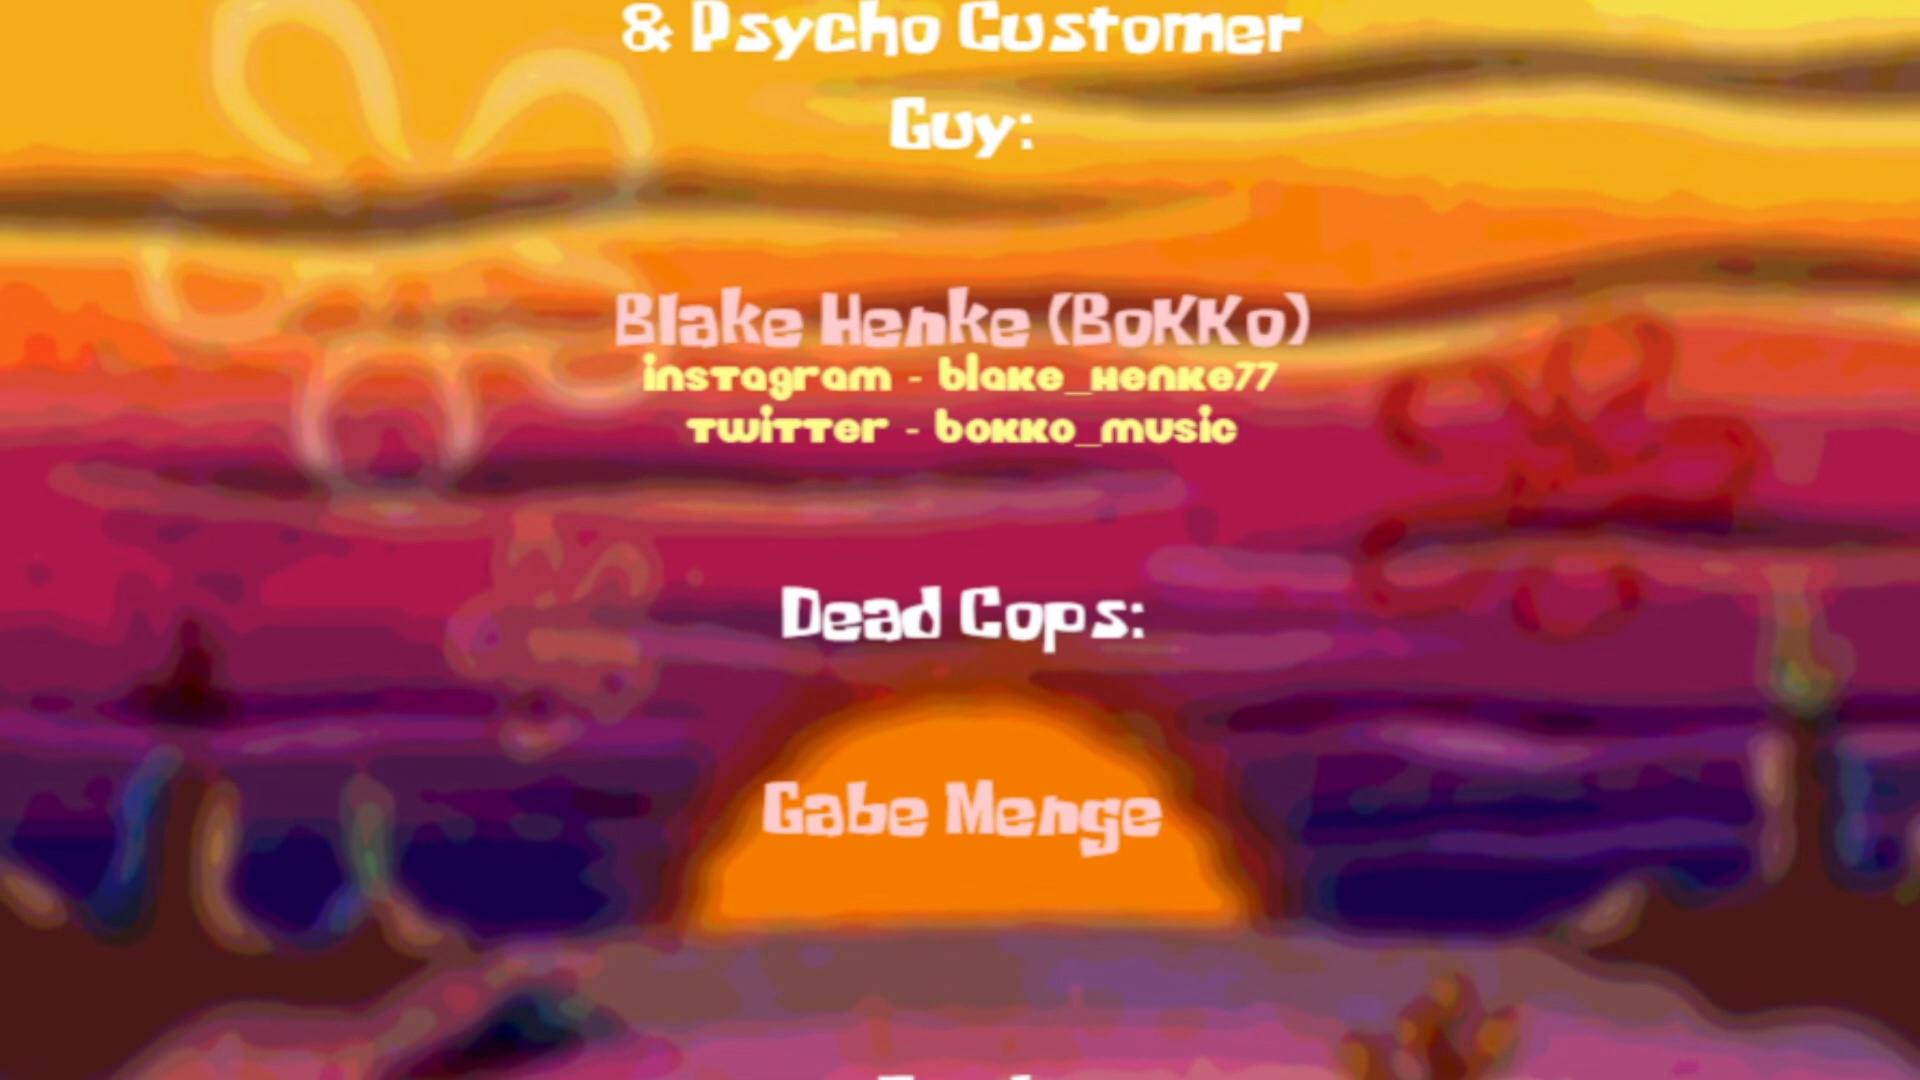 & Psycho Customer
Guy:
Blake Henke (BoKKo)
instagram - blake_henke77
twitter - bokko_music
Dead Cops:
Gabe Menge